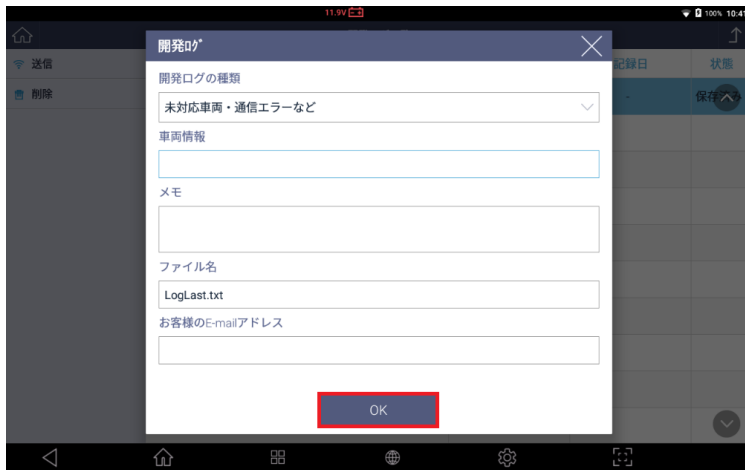 11.9V
100% 10:41
開発ﾛｸﾞ
送信
記録日
状態
開発ログの種類
削除
未対応車両・通信エラーなど
-
保存済み
車両情報
メモ
ファイル名
LogLast.txt
お客様のE-mailアドレス
OK